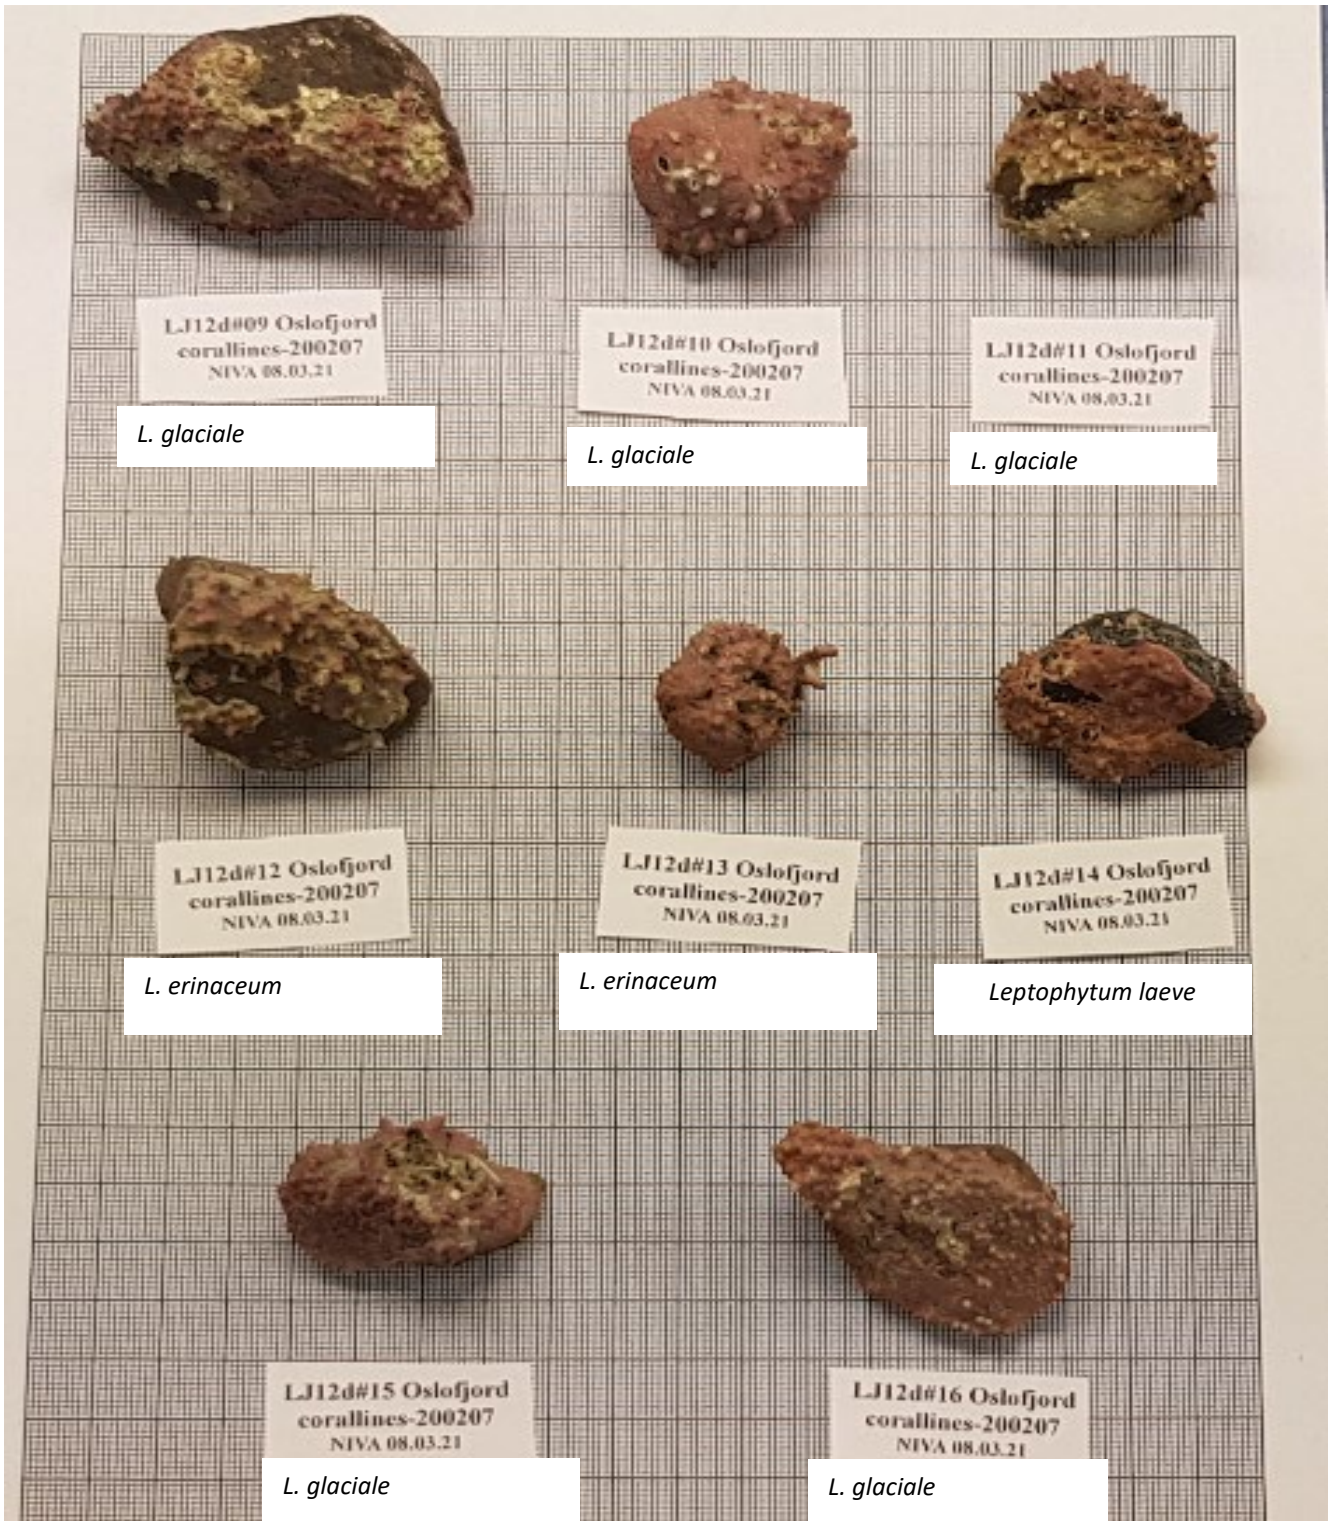 LJ12d#09 Oslofjord
corallines-200207
NIVA 08.03.21
L. glaciale
LJ12d#10 Oslofjord
corallines-200207
NIVA 08.03.21
L. glaciale
LJ12d#11 Oslofjord
corallines-200207
NIVA 08.03.21
L. glaciale
LJ12d#12 Oslofjord
corallines-200207
NIVA 08.03.21
L. erinaceum
LJ12d#13 Oslofjord
corallines-200207
NIVA 08.03.21
L. erinaceum
LJ12d#14 Oslofjord
corallines-200207
NIVA 08.03.21
Leptophytum laeve
LJ12d#15 Oslofjord
corallines-200207
NIVA 08.03.21
L. glaciale
LJ12d#16 Oslofjord
corallines-200207
NIVA 08.03.21
L. glaciale